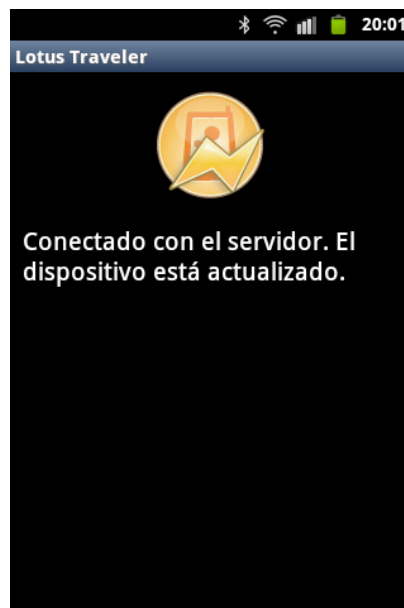 20:01
Lotus Traveler
Conectado con el servidor. El
dispositivo está actualizado.